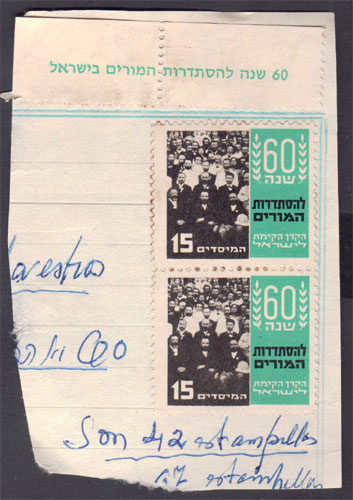 60 שנה להסתדרות המורים בישראל
60
שנה
להסתדרות
המורים
הקרן הקימת
לישראל
15 המיסדים
60
שנה
להסתדרות
המורים
הקרן הקימת
לישראל
15 המיסדים
Son 42 estampillas
estampillas